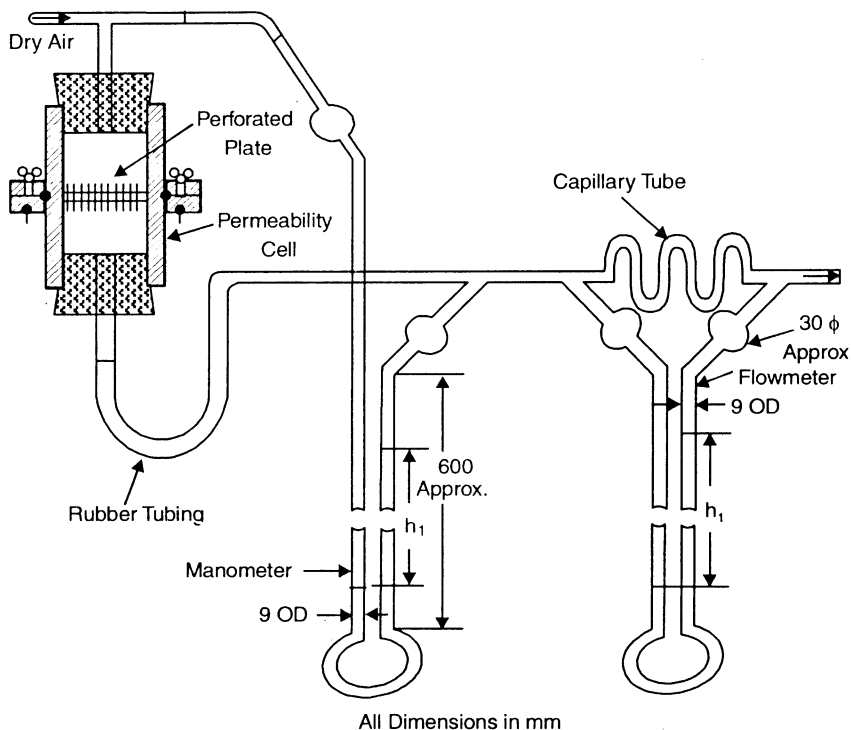 Dry Air
Perforated
Plate
Permeability
Cell
Capillary Tube
30 ϕ
Approx
Flowmeter
9 OD
600
Approx.
h₁
h₁
Rubber Tubing
Manometer
9 OD
All Dimensions in mm